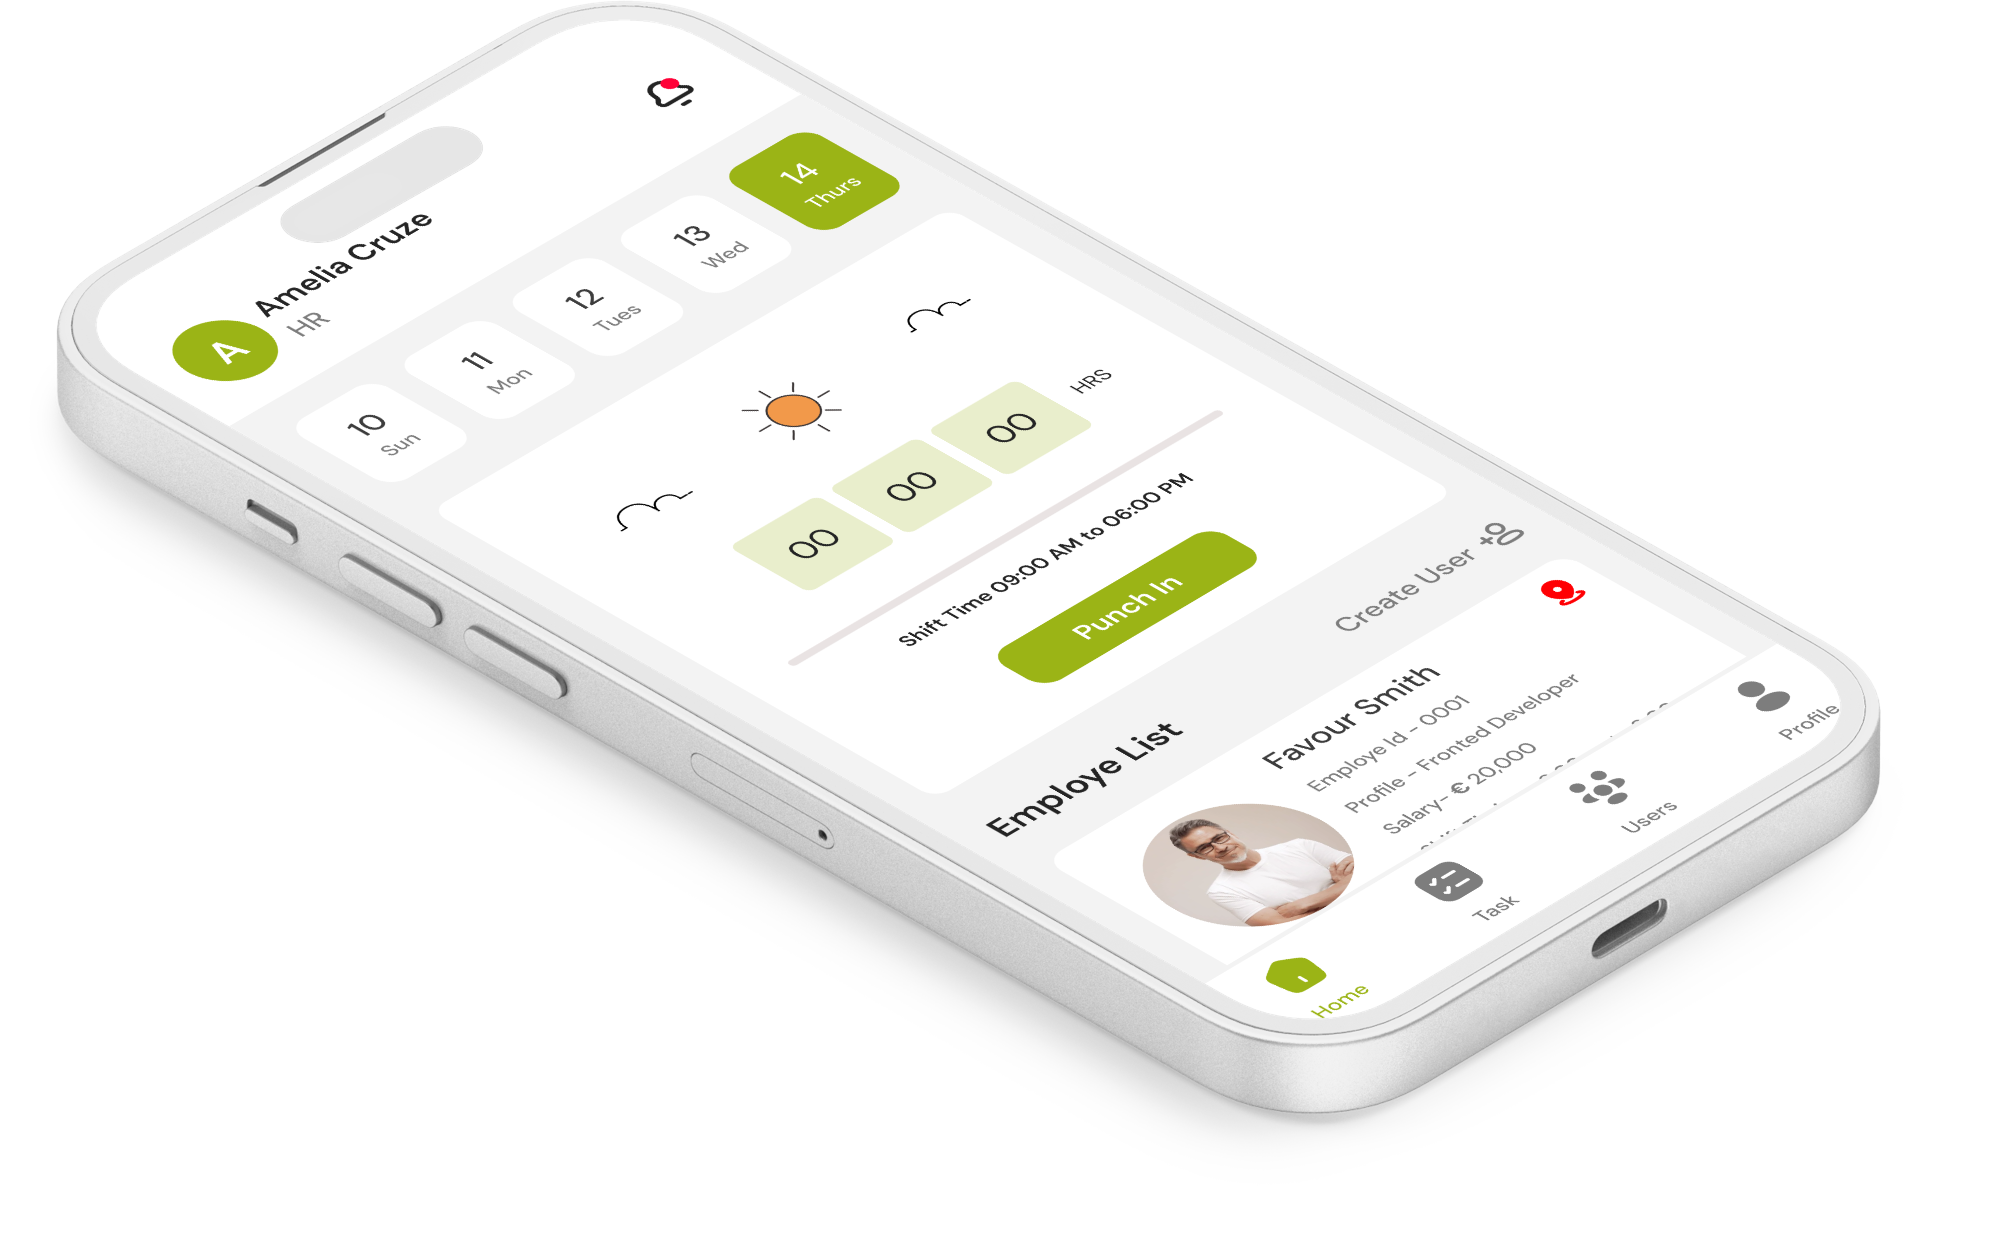 A
Amelia Cruze
HR
10
Sun
11
Mon
12
Tues
13
Wed
14
Thurs
00 00 00 HRS
Shift Time 09:00 AM to 06:00 PM
Punch In
Employe List
Create User
Favour Smith
Employe Id - 0001
Profile - Fronted Developer
Salary- € 20,000
Home
Task
Users
Profile